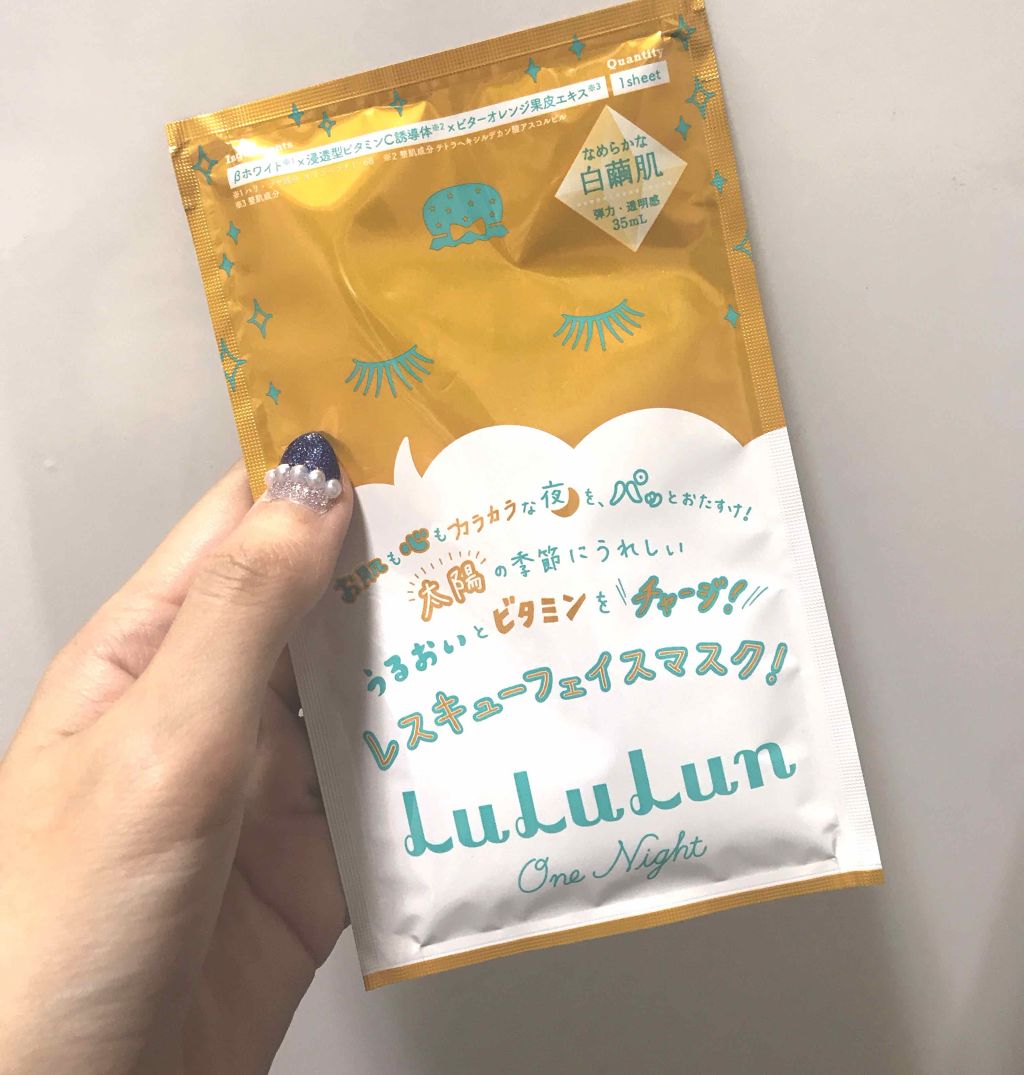 Quantity
1sheet
Ingredients
βホワイト※1×浸透型ビタミンC誘導体※2×ビターオレンジ果皮エキス※3
※2 整肌成分 テトラヘキシルデカン酸アスコルビル
※3 整肌成分
なめらかな
白繭肌
弾力・透明感
35mL
お肌も心もカラカラな夜を、パッとおたすけ!
太陽の季節にうれしい
うるおいとビタミンをチャージ!
レスキューフェイスマスク!
LuLuLun
One Night